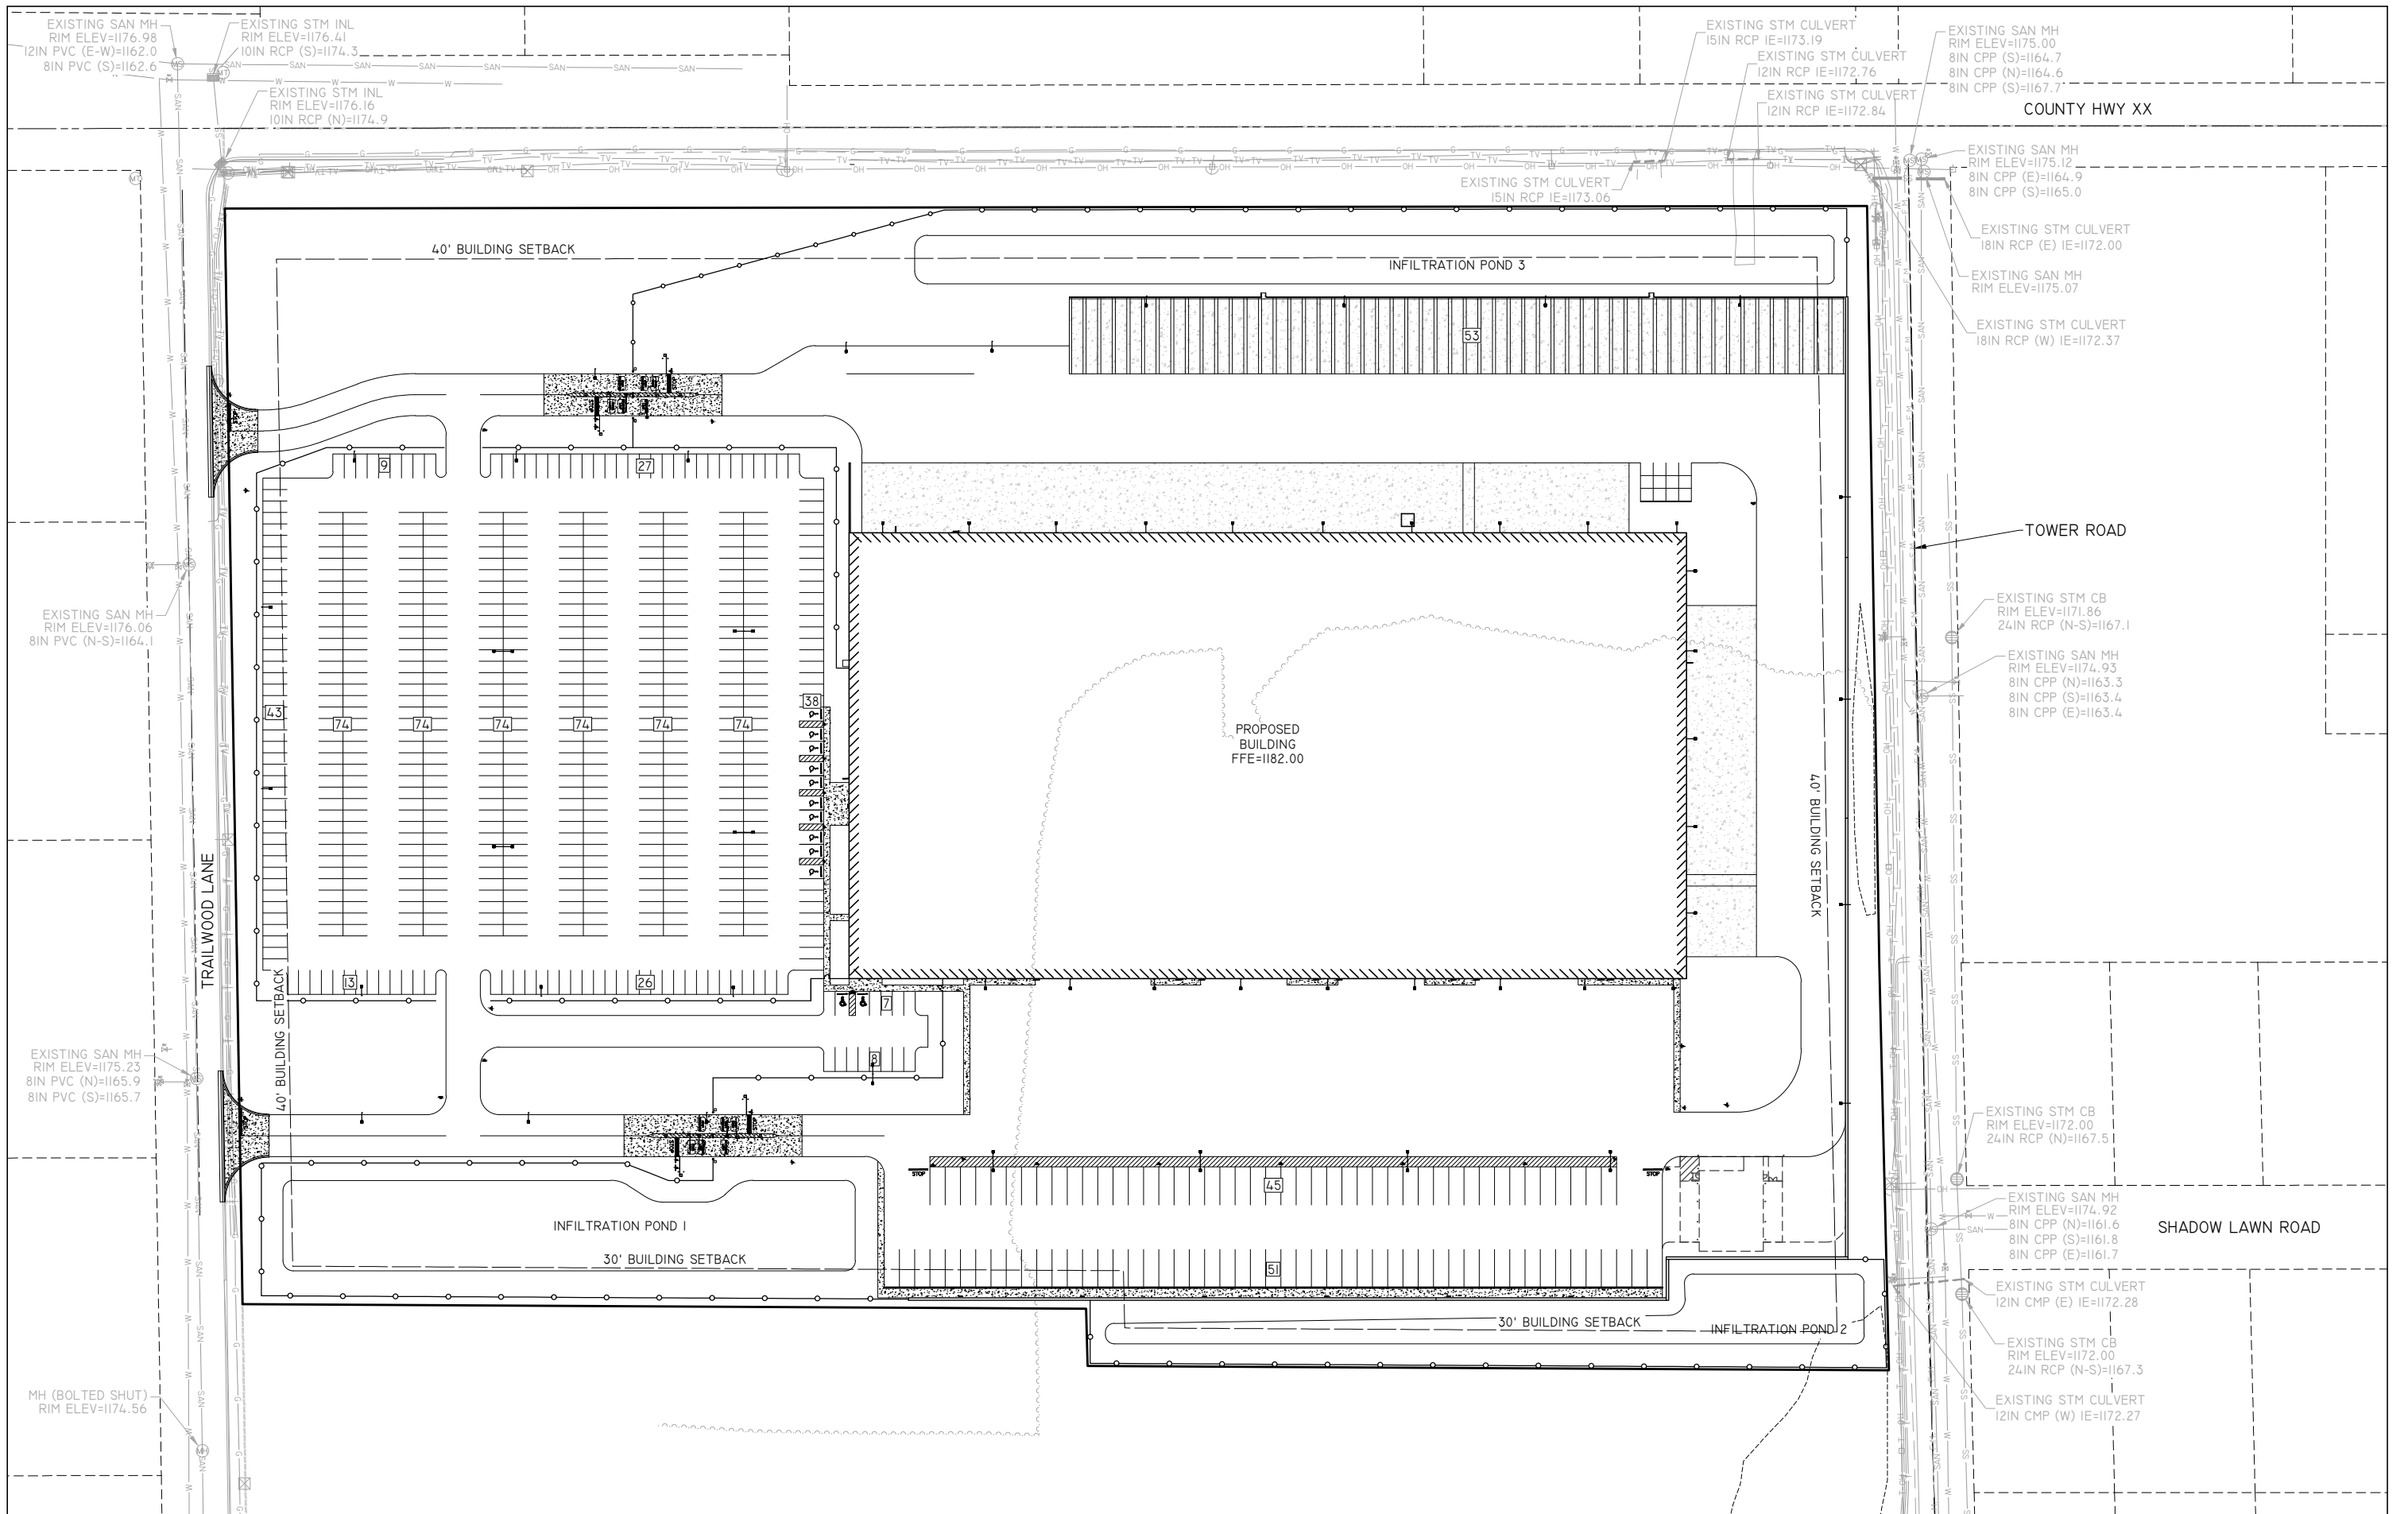 EXISTING SAN MH
RIM ELEV=1176.98
12IN PVC (E-W)=1162.0
8IN PVC (S)=1162.6
EXISTING STM INL
RIM ELEV=1176.41
10IN RCP (S)=1174.3
EXISTING STM INL
RIM ELEV=1176.16
10IN RCP (N)=1174.9
EXISTING STM CULVERT
15IN RCP IE=1173.19
EXISTING STM CULVERT
12IN RCP IE=1172.76
EXISTING STM CULVERT
12IN RCP IE=1172.84
EXISTING STM CULVERT
15IN RCP IE=1173.06
EXISTING SAN MH
RIM ELEV=1175.00
8IN CPP (S)=1164.7
8IN CPP (N)=1164.6
8IN CPP (S)=1167.7
COUNTY HWY XX
EXISTING SAN MH
RIM ELEV=1175.12
8IN CPP (E)=1164.9
8IN CPP (S)=1165.0
EXISTING STM CULVERT
18IN RCP (E) IE=1172.00
EXISTING SAN MH
RIM ELEV=1175.07
EXISTING STM CULVERT
18IN RCP (W) IE=1172.37
40' BUILDING SETBACK
INFILTRATION POND 3
53
9
27
TOWER ROAD
EXISTING SAN MH
RIM ELEV=1176.06
8IN PVC (N-S)=1164.1
EXISTING STM CB
RIM ELEV=1171.86
24IN RCP (N-S)=1167.1
EXISTING SAN MH
RIM ELEV=1174.93
8IN CPP (N)=1163.3
8IN CPP (S)=1163.4
8IN CPP (E)=1163.4
43
74
74
74
74
74
74
38
PROPOSED
BUILDING
FFE=1182.00
40' BUILDING SETBACK
TRAILWOOD LANE
40' BUILDING SETBACK
13
26
7
8
EXISTING SAN MH
RIM ELEV=1175.23
8IN PVC (N)=1165.9
8IN PVC (S)=1165.7
EXISTING STM CB
RIM ELEV=1172.00
24IN RCP (N)=1167.5
STOP
STOP
45
51
INFILTRATION POND 1
30' BUILDING SETBACK
EXISTING SAN MH
RIM ELEV=1174.92
8IN CPP (N)=1161.6
8IN CPP (S)=1161.8
8IN CPP (E)=1161.7
SHADOW LAWN ROAD
EXISTING STM CULVERT
12IN CMP (E) IE=1172.28
30' BUILDING SETBACK
INFILTRATION POND 2
EXISTING STM CB
RIM ELEV=1172.00
24IN RCP (N-S)=1167.3
EXISTING STM CULVERT
12IN CMP (W) IE=1172.27
MH (BOLTED SHUT)
RIM ELEV=1174.56